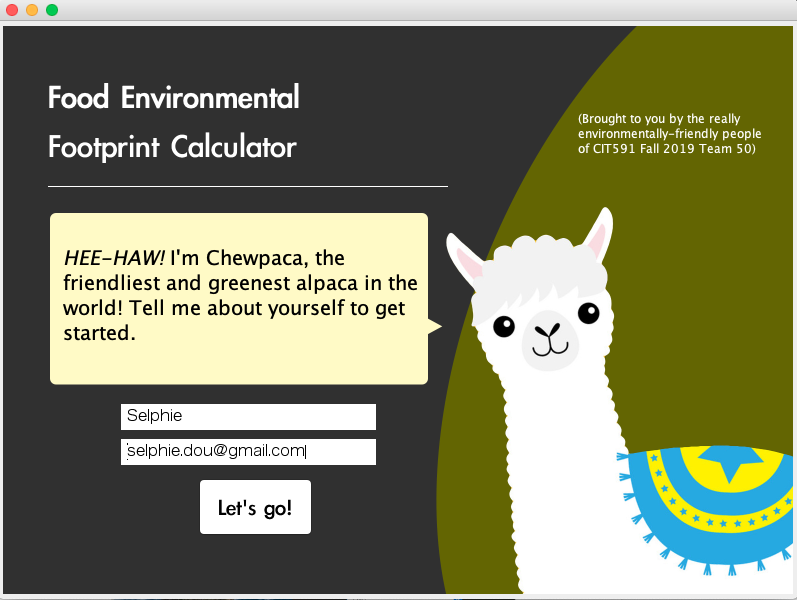 Food Environmental
Footprint Calculator
(Brought to you by the really
environmentally-friendly people
of CIT591 Fall 2019 Team 50)
HEE-HAW! I'm Chewpaca, the
friendliest and greenest alpaca in the
world! Tell me about yourself to get
started.
Selphie
selphie.dou@gmail.com
Let's go!